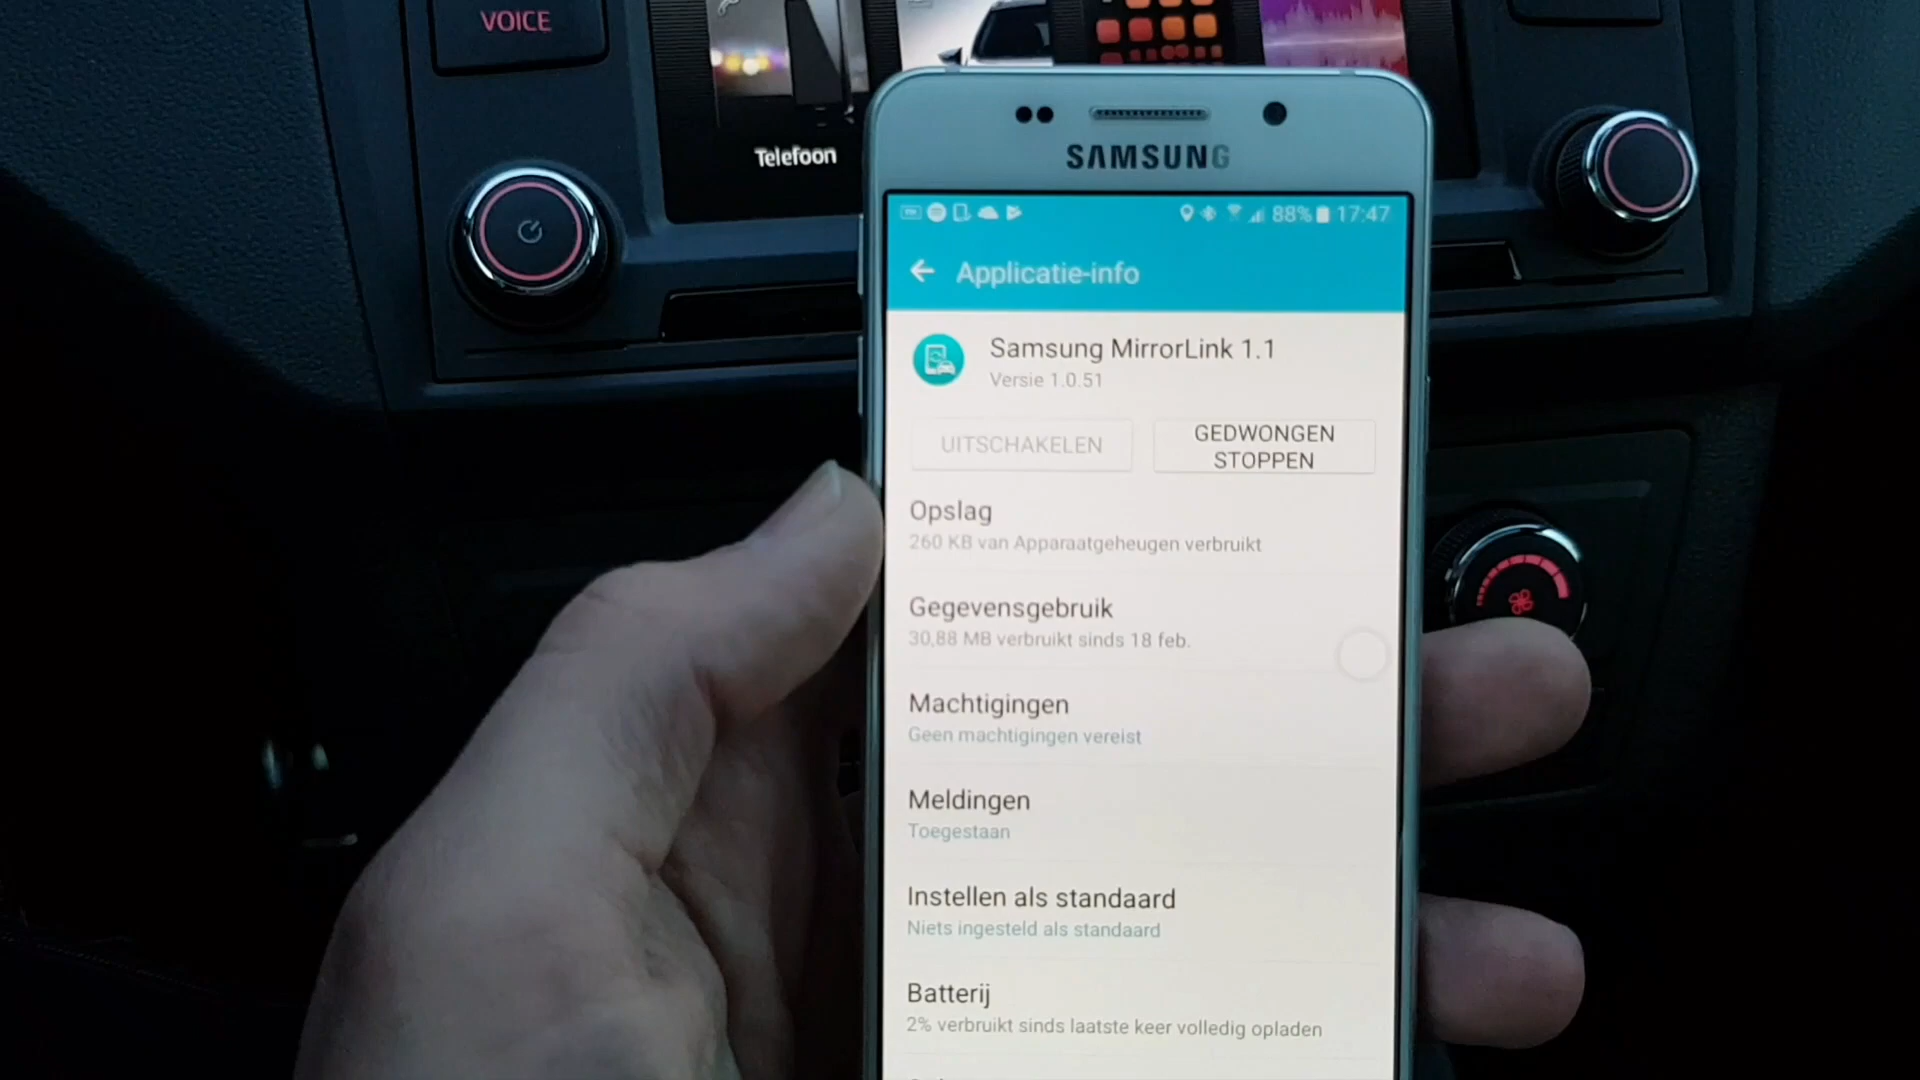 VOICE
Telefoon
SAMSUNG
88% 17:47
Applicatie-info
Samsung MirrorLink 1.1
Versie 1.0.51
UITSCHAKELEN
GEDWONGEN
STOPPEN
Opslag
260 KB van Apparaatgeheugen verbruikt
Gegevensgebruik
30,88 MB verbruikt sinds 18 feb.
Machtigingen
Geen machtigingen vereist
Meldingen
Toegestaan
Instellen als standaard
Niets ingesteld als standaard
Batterij
2% verbruikt sinds laatste keer volledig opladen